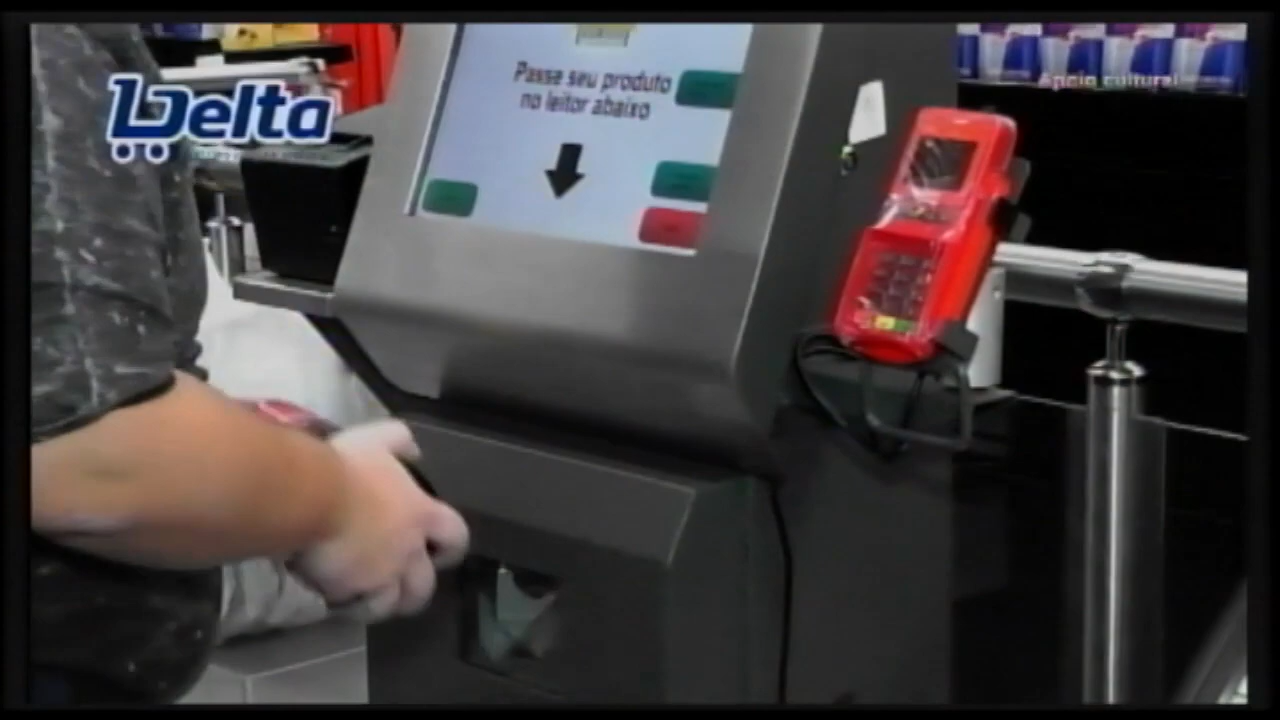 Delta
Apoio cultural
Passe seu produto
no leitor abaixo